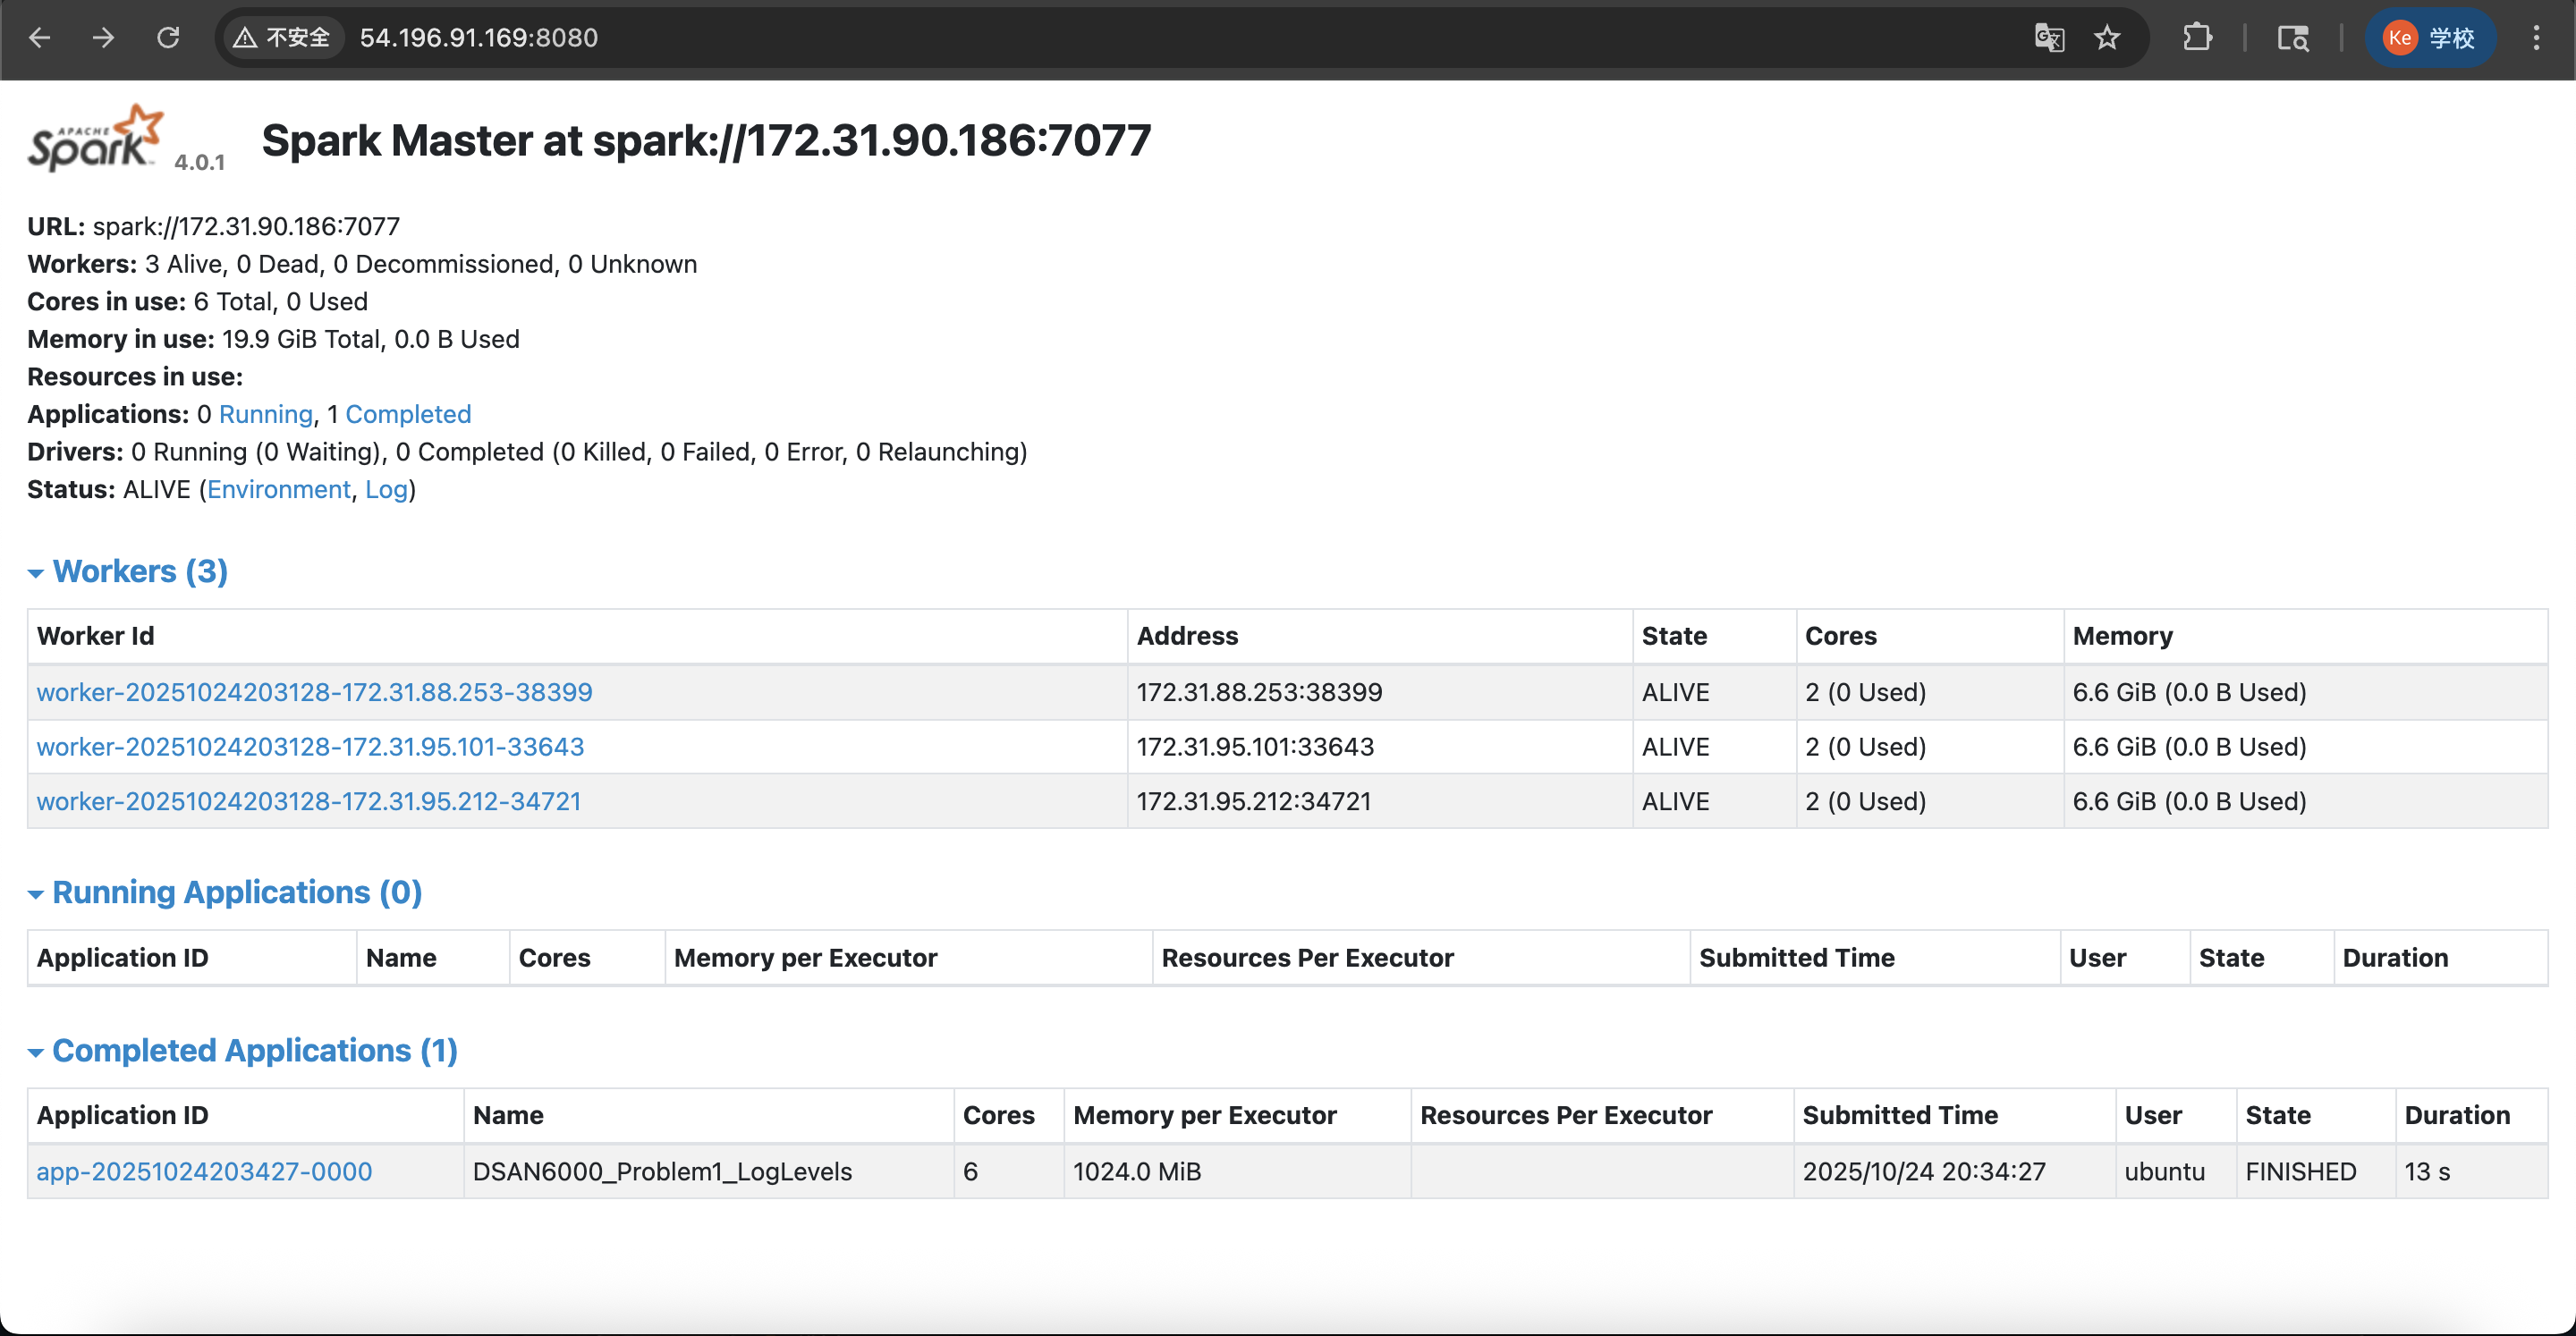 不安全 54.196.91.169:8080 Ke 学校
APACHE Spark 4.0.1 Spark Master at spark://172.31.90.186:7077
URL: spark://172.31.90.186:7077
Workers: 3 Alive, 0 Dead, 0 Decommissioned, 0 Unknown
Cores in use: 6 Total, 0 Used
Memory in use: 19.9 GiB Total, 0.0 B Used
Resources in use:
Applications: 0 Running, 1 Completed
Drivers: 0 Running (0 Waiting), 0 Completed (0 Killed, 0 Failed, 0 Error, 0 Relaunching)
Status: ALIVE (Environment, Log)
Workers (3)
Worker Id Address State Cores Memory
worker-20251024203128-172.31.88.253-38399 172.31.88.253:38399 ALIVE 2 (0 Used) 6.6 GiB (0.0 B Used)
worker-20251024203128-172.31.95.101-33643 172.31.95.101:33643 ALIVE 2 (0 Used) 6.6 GiB (0.0 B Used)
worker-20251024203128-172.31.95.212-34721 172.31.95.212:34721 ALIVE 2 (0 Used) 6.6 GiB (0.0 B Used)
Running Applications (0)
Application ID Name Cores Memory per Executor Resources Per Executor Submitted Time User State Duration
Completed Applications (1)
Application ID Name Cores Memory per Executor Resources Per Executor Submitted Time User State Duration
app-20251024203427-0000 DSAN6000_Problem1_LogLevels 6 1024.0 MiB 2025/10/24 20:34:27 ubuntu FINISHED 13 s